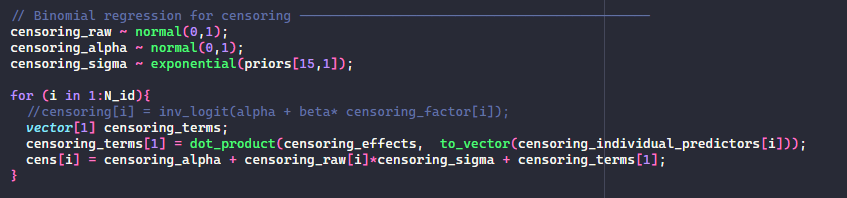 // Binomial regression for censoring ─────────────────────────────────────────────
censoring_raw ~ normal(0,1);
censoring_alpha ~ normal(0,1);
censoring_sigma ~ exponential(priors[15,1]);
for (i in 1:N_id){
//censoring[i] = inv_logit(alpha + beta* censoring_factor[i]);
vector[1] censoring_terms;
censoring_terms[1] = dot_product(censoring_effects,  to_vector(censoring_individual_predictors[i]));
cens[i] = censoring_alpha + censoring_raw[i]*censoring_sigma + censoring_terms[1];
}